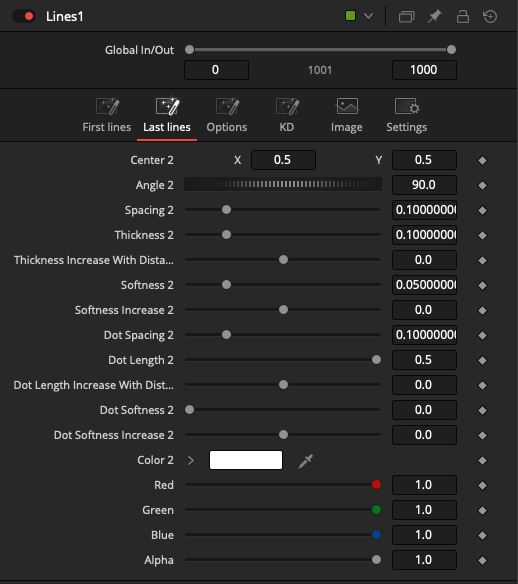 Lines1
Global In/Out
0 1001 1000
First lines Last lines Options KD Image Settings
Center 2 X 0.5 Y 0.5
Angle 2 90.0
Spacing 2 0.1000000
Thickness 2 0.1000000
Thickness Increase With Dista... 0.0
Softness 2 0.0500000
Softness Increase 2 0.0
Dot Spacing 2 0.1000000
Dot Length 2 0.5
Dot Length Increase With Dist... 0.0
Dot Softness 2 0.0
Dot Softness Increase 2 0.0
Color 2
Red 1.0
Green 1.0
Blue 1.0
Alpha 1.0